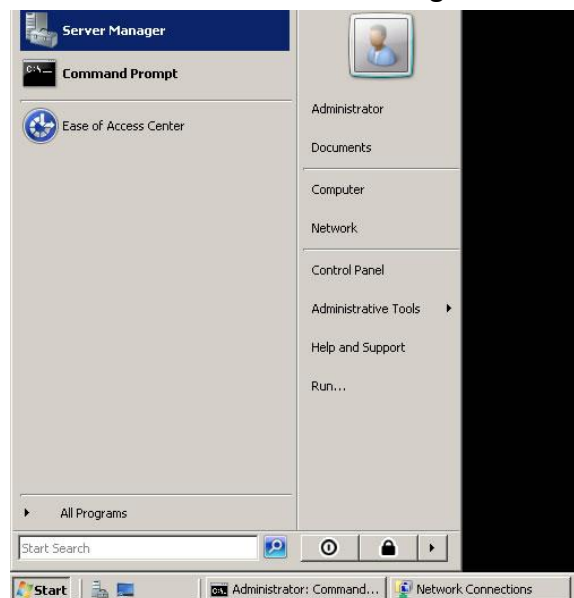 Server Manager
Command Prompt
Ease of Access Center
All Programs
Start Search
Administrator
Documents
Computer
Network
Control Panel
Administrative Tools
Help and Support
Run...
Start
Administrator: Command...
Network Connections